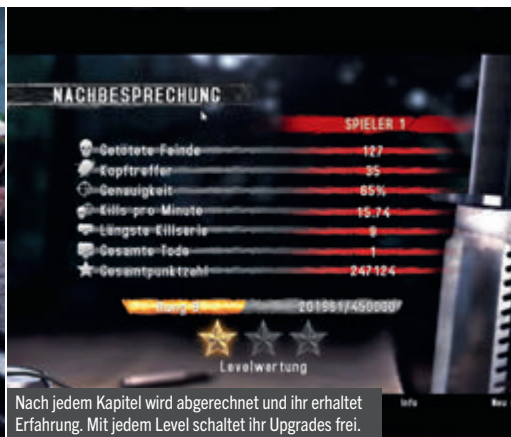 NACHBESPRECHUNG
SPIELER 1
Getötete Feinde 127
Kopftreffer 35
Genauigkeit 65%
Kills pro Minute 15.74
Längste Killserie 9
Gesamte Tode 1
Gesamtpunktzahl 247124
Rang
Levelwertung
Info Neu
Nach jedem Kapitel wird abgerechnet und ihr erhaltet
Erfahrung. Mit jedem Level schaltet ihr Upgrades frei.